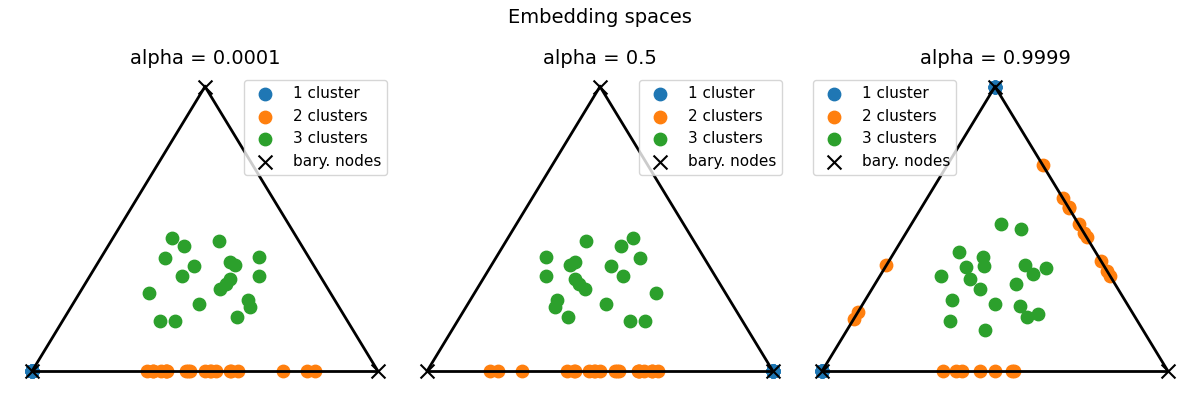 Embedding spaces
alpha = 0.0001
1 cluster
2 clusters
3 clusters
bary. nodes
alpha = 0.5
1 cluster
2 clusters
3 clusters
bary. nodes
alpha = 0.9999
1 cluster
2 clusters
3 clusters
bary. nodes